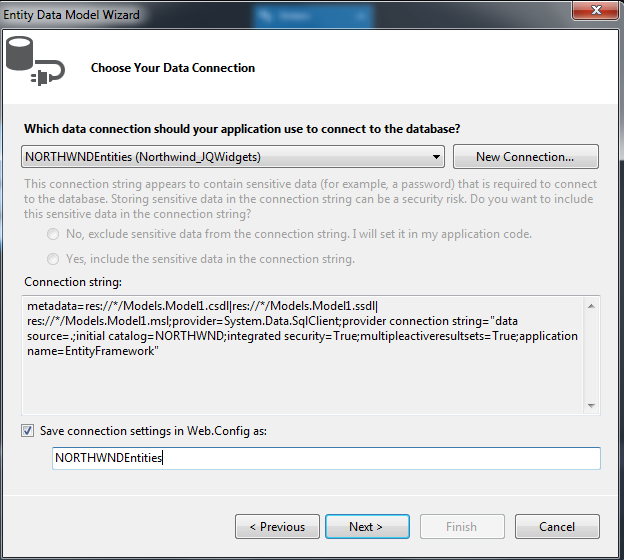 Entity Data Model Wizard
Choose Your Data Connection
Which data connection should your application use to connect to the database?
NORTHWNDEntities (Northwind_JQWidgets)
New Connection...
This connection string appears to contain sensitive data (for example, a password) that is required to connect
to the database. Storing sensitive data in the connection string can be a security risk. Do you want to include
this sensitive data in the connection string?
No, exclude sensitive data from the connection string. I will set it in my application code.
Yes, include the sensitive data in the connection string.
Connection string:
metadata=res://*/Models.Model1.csdl|res://*/Models.Model1.ssdl|
res://*/Models.Model1.msl;provider=System.Data.SqlClient;provider connection string="data
source=.;initial catalog=NORTHWND;integrated security=True;multipleactiveresultsets=True;application
name=EntityFramework"
Save connection settings in Web.Config as:
NORTHWNDEntities
< Previous
Next >
Finish
Cancel